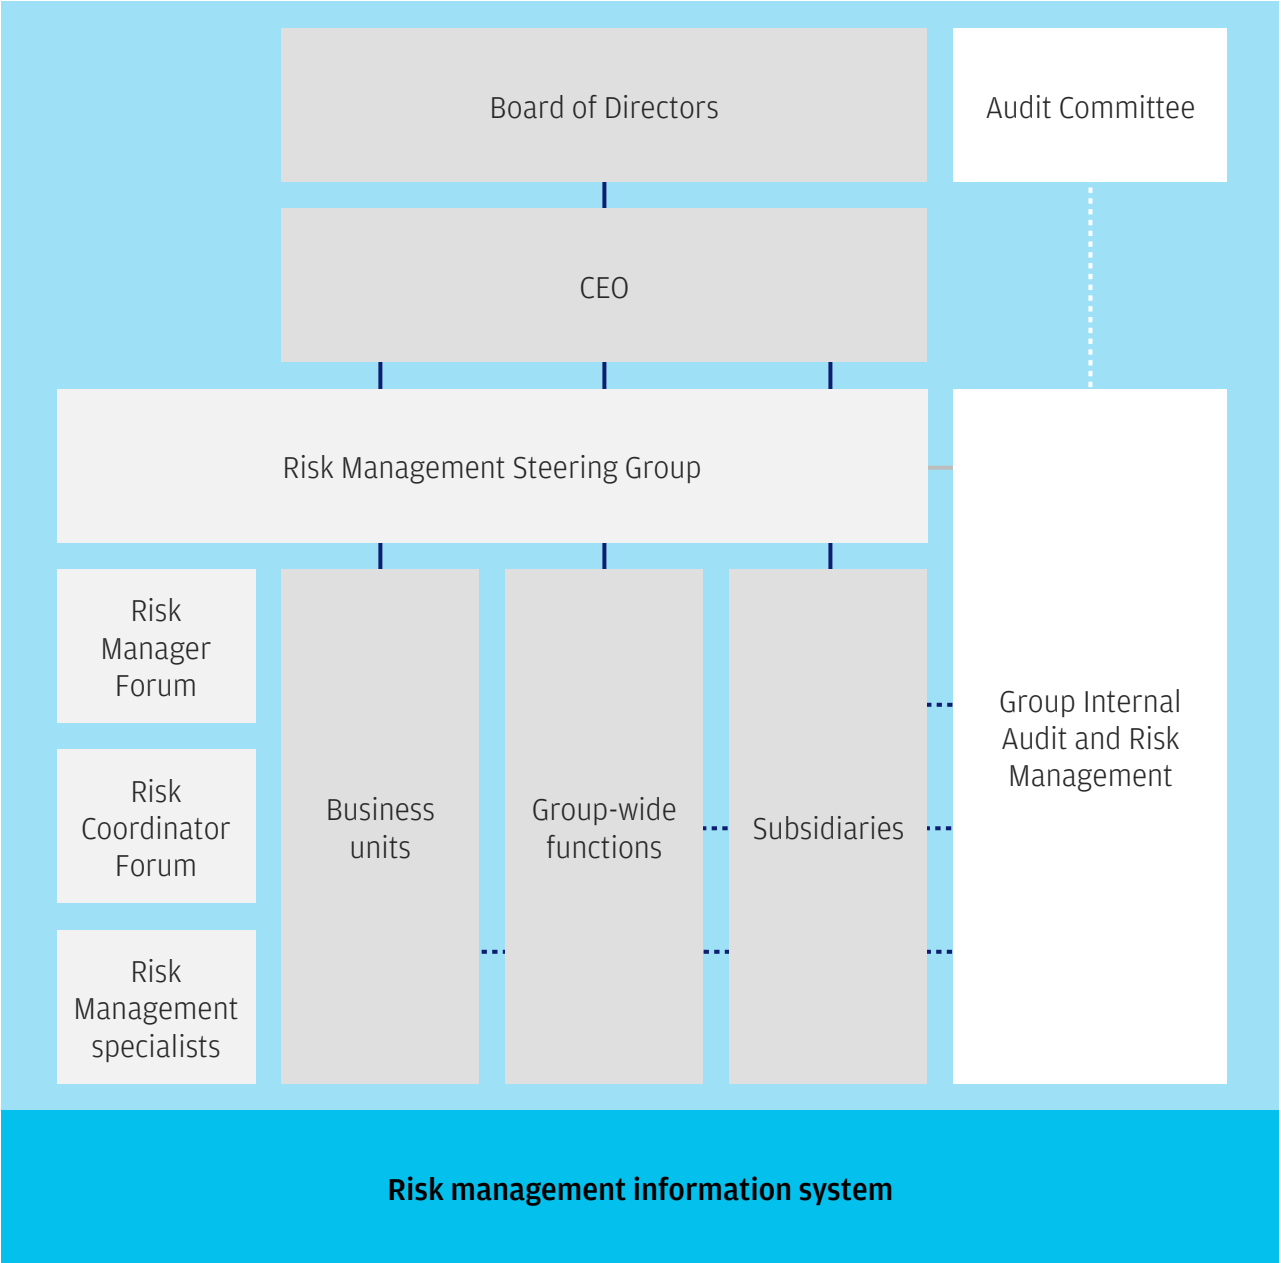 Board of Directors
Audit Committee
CEO
Risk Management Steering Group
Risk
Manager
Forum
Risk
Coordinator
Forum
Risk
Management
specialists
Business
units
Group-wide
functions
Subsidiaries
Group Internal
Audit and Risk
Management
Risk management information system